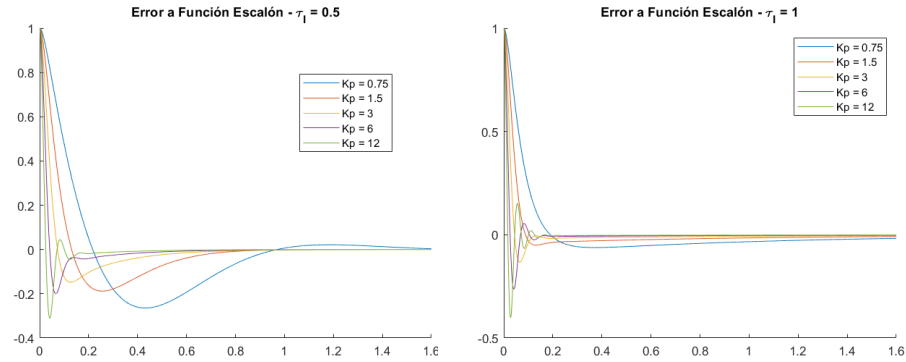 Error a Función Escalón - τI = 0.5
1
0.8
0.6
0.4
0.2
0
-0.2
-0.4
0
0.2
0.4
0.6
0.8
1
1.2
1.4
1.6
Kp = 0.75
Kp = 1.5
Kp = 3
Kp = 6
Kp = 12
Error a Función Escalón - τI = 1
1
0.5
0
-0.5
0
0.2
0.4
0.6
0.8
1
1.2
1.4
1.6
Kp = 0.75
Kp = 1.5
Kp = 3
Kp = 6
Kp = 12